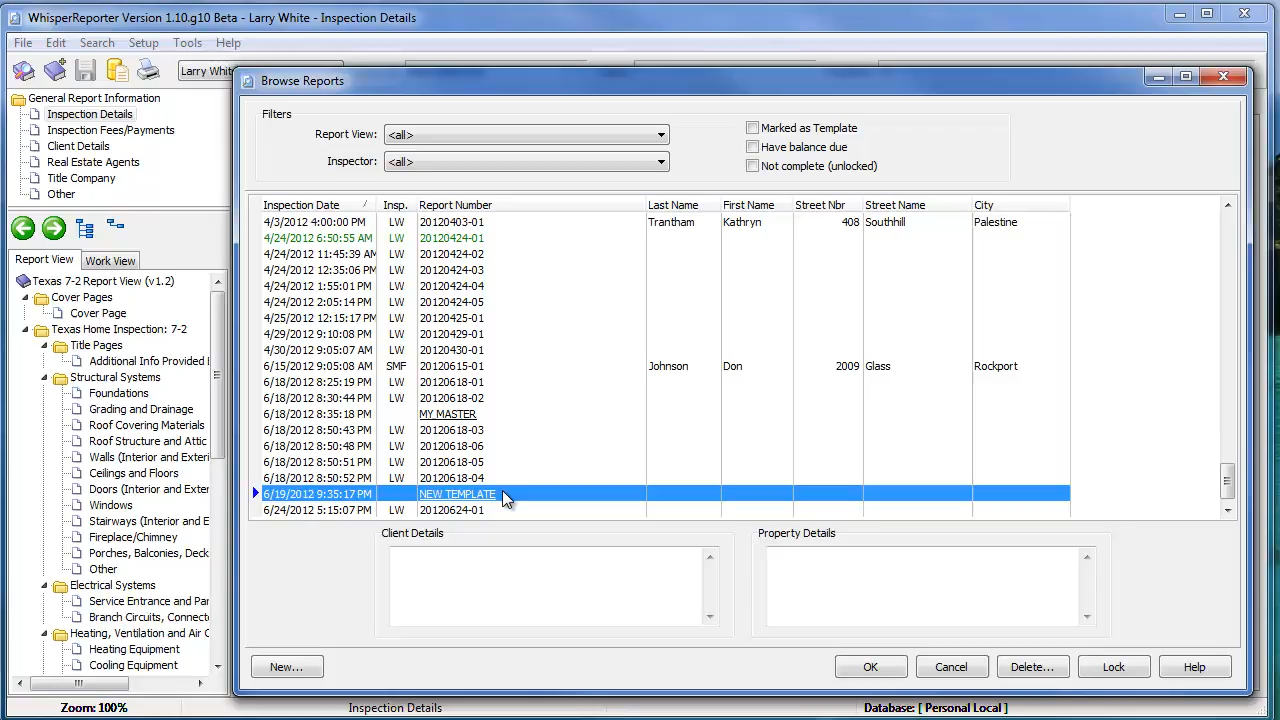 WhisperReporter Version 1.10.g10 Beta - Larry White - Inspection Details
File Edit Search Setup Tools Help
Larry White
Browse Reports
General Report Information
Inspection Details
Inspection Fees/Payments
Client Details
Real Estate Agents
Title Company
Other
Report View Work View
Texas 7-2 Report View (v1.2)
Cover Pages
Cover Page
Texas Home Inspection: 7-2
Title Pages
Additional Info Provided
Structural Systems
Foundations
Grading and Drainage
Roof Covering Materials
Roof Structure and Attic
Walls (Interior and Exteri
Ceilings and Floors
Doors (Interior and Exter
Windows
Stairways (Interior and E
Fireplace/Chimney
Porches, Balconies, Deck
Other
Electrical Systems
Service Entrance and Par
Branch Circuits, Connect
Heating, Ventilation and Air C
Heating Equipment
Cooling Equipment
Filters
Report View: <all>
Inspector: <all>
Marked as Template
Have balance due
Not complete (unlocked)
Inspection Date / Insp. Report Number Last Name First Name Street Nbr Street Name City
4/3/2012 4:00:00 PM LW 20120403-01 Trantham Kathryn 408 Southhill Palestine
4/24/2012 6:50:55 AM LW 20120424-01
4/24/2012 11:45:39 AM LW 20120424-02
4/24/2012 12:35:06 PM LW 20120424-03
4/24/2012 1:55:01 PM LW 20120424-04
4/24/2012 2:05:14 PM LW 20120424-05
4/25/2012 12:15:17 PM LW 20120425-01
4/29/2012 9:10:08 PM LW 20120429-01
4/30/2012 9:05:07 AM LW 20120430-01
6/15/2012 9:05:08 AM SMF 20120615-01 Johnson Don 2009 Glass Rockport
6/18/2012 8:25:19 PM LW 20120618-01
6/18/2012 8:30:44 PM LW 20120618-02
6/18/2012 8:35:18 PM MY MASTER
6/18/2012 8:50:43 PM LW 20120618-03
6/18/2012 8:50:48 PM LW 20120618-06
6/18/2012 8:50:51 PM LW 20120618-05
6/18/2012 8:50:52 PM LW 20120618-04
6/19/2012 9:35:17 PM NEW TEMPLATE
6/24/2012 5:15:07 PM LW 20120624-01
Client Details Property Details
New... OK Cancel Delete... Lock Help
Zoom: 100% Inspection Details Database: [ Personal Local ]